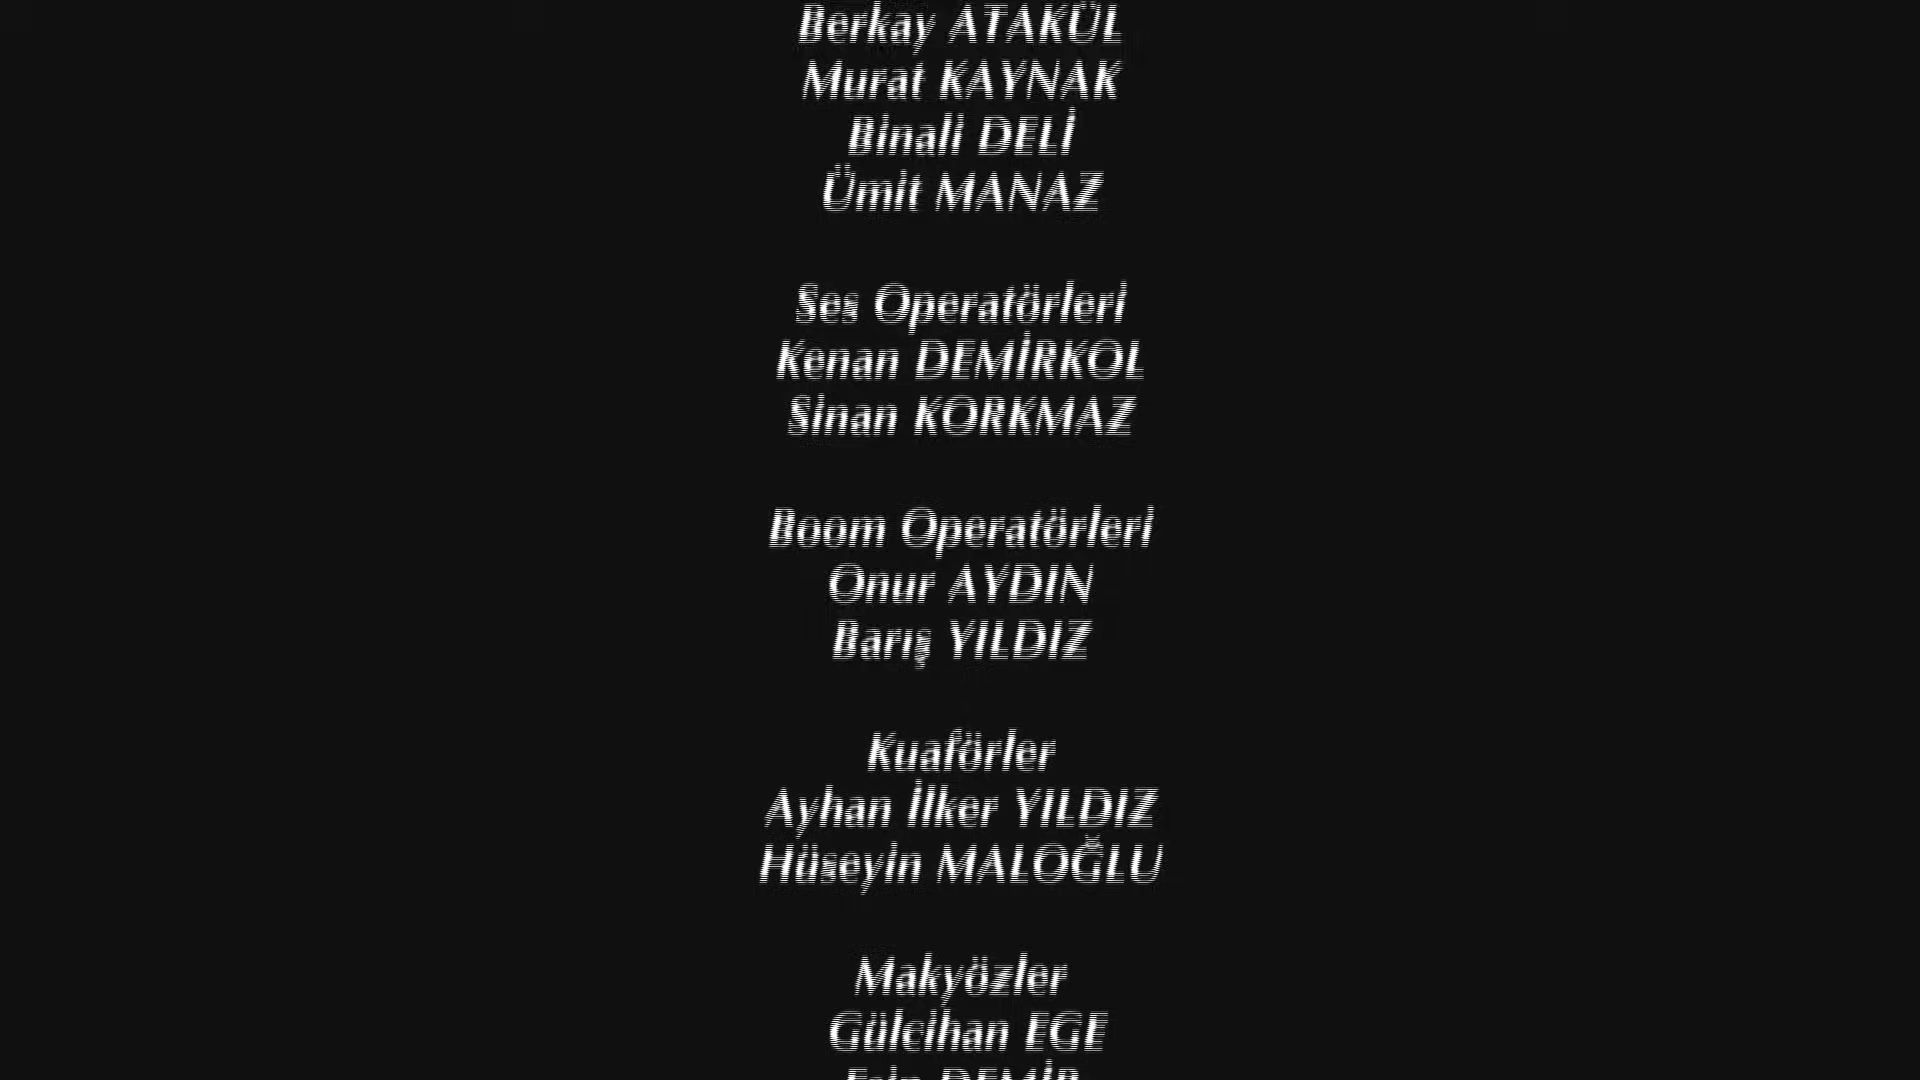 Berkay ATAKÜL
Murat KAYNAK
Binali DELİ
Ümit MANAZ
Ses Operatörleri
Kenan DEMİRKOL
Sinan KORKMAZ
Boom Operatörleri
Onur AYDIN
Barış YILDIZ
Kuaförler
Ayhan İlker YILDIZ
Hüseyin MALOĞLU
Makyözler
Gülcihan EGE
DEMİR